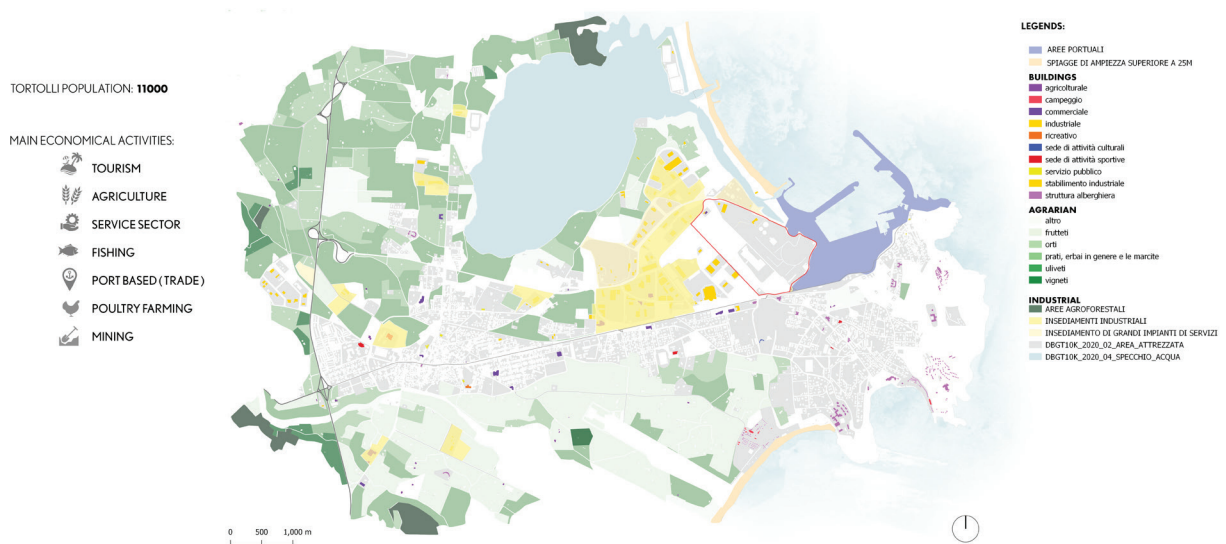 TORTOLLI POPULATION: 11000
MAIN ECONOMICAL ACTIVITIES:
TOURISM
AGRICULTURE
SERVICE SECTOR
FISHING
PORT BASED ( TRADE )
POULTRY FARMING
MINING
0 500 1,000 m
LEGENDS:
AREE PORTUALI
SPIAGGE DI AMPIEZZA SUPERIORE A 25M
BUILDINGS
agricolturale
campeggio
commerciale
industriale
ricreativo
sede di attività culturali
sede di attività sportive
servizio pubblico
stabilimento industriale
struttura alberghiera
AGRARIAN
altro
frutteti
orti
prati, erbai in genere e le marcite
uliveti
vigneti
INDUSTRIAL
AREE AGROFORESTALI
INSEDIAMENTI INDUSTRIALI
INSEDIAMENTO DI GRANDI IMPIANTI DI SERVIZI
DBGT10K_2020_02_AREA_ATTREZZATA
DBGT10K_2020_04_SPECCHIO_ACQUA